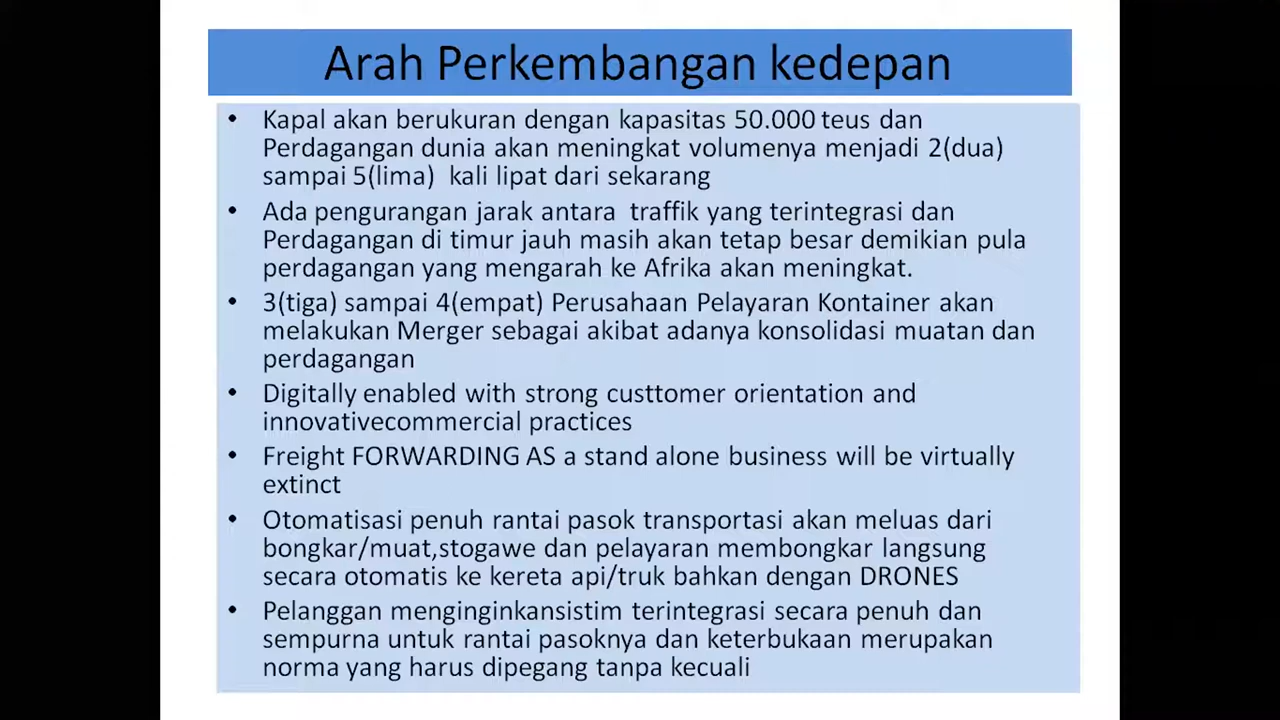 Arah Perkembangan kedepan
• Kapal akan berukuran dengan kapasitas 50.000 teus dan
Perdagangan dunia akan meningkat volumenya menjadi 2(dua)
sampai 5(lima) kali lipat dari sekarang
• Ada pengurangan jarak antara traffik yang terintegrasi dan
Perdagangan di timur jauh masih akan tetap besar demikian pula
perdagangan yang mengarah ke Afrika akan meningkat.
• 3(tiga) sampai 4(empat) Perusahaan Pelayaran Kontainer akan
melakukan Merger sebagai akibat adanya konsolidasi muatan dan
perdagangan
• Digitally enabled with strong custtomer orientation and
innovativecommercial practices
• Freight FORWARDING AS a stand alone business will be virtually
extinct
• Otomatisasi penuh rantai pasok transportasi akan meluas dari
bongkar/muat,stogawe dan pelayaran membongkar langsung
secara otomatis ke kereta api/truk bahkan dengan DRONES
• Pelanggan menginginkansistim terintegrasi secara penuh dan
sempurna untuk rantai pasoknya dan keterbukaan merupakan
norma yang harus dipegang tanpa kecuali